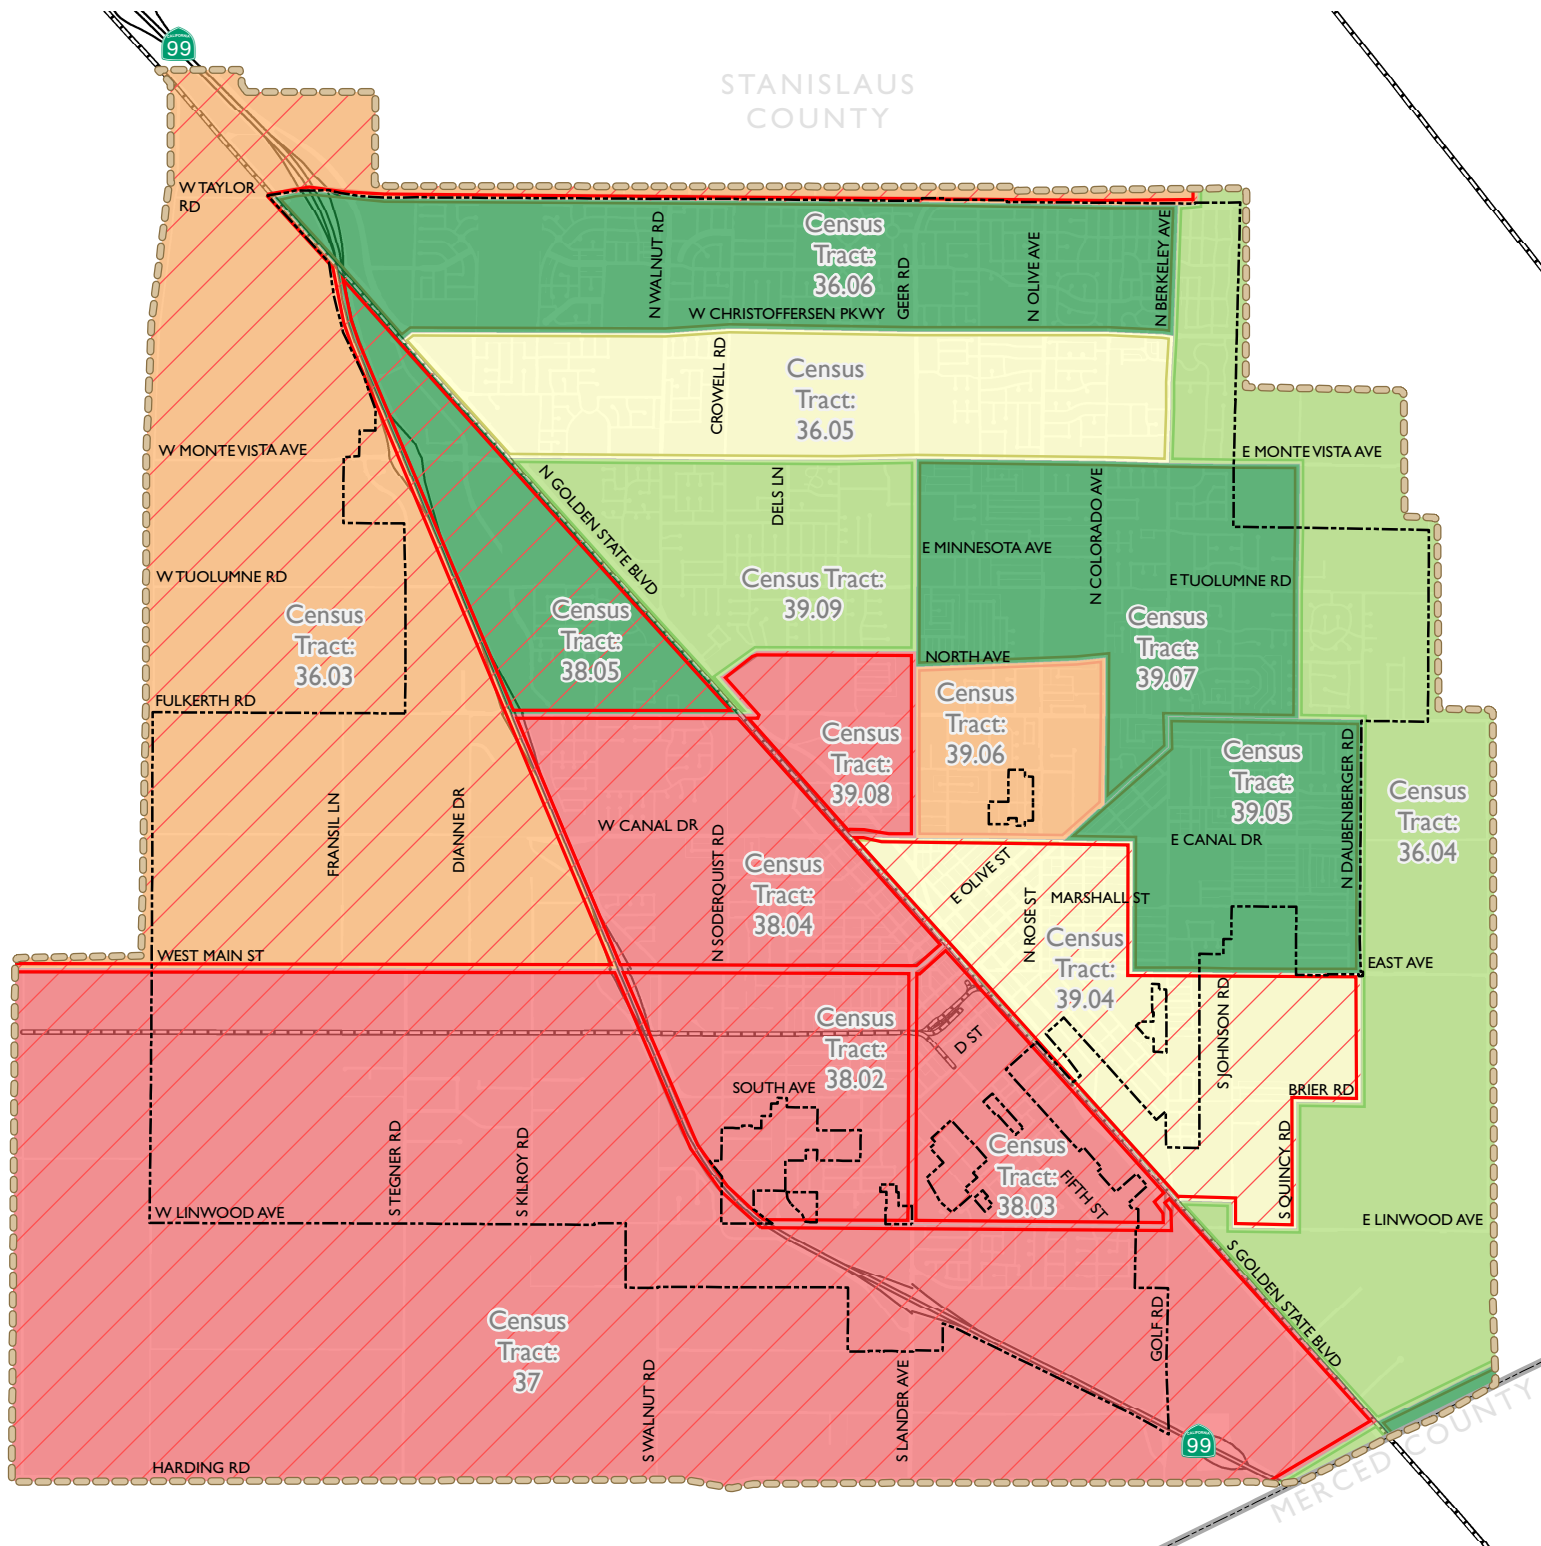 CALIFORNIA
99
STANISLAUS
COUNTY
W TAYLOR
RD
N WALNUT RD
Census
Tract:
36.06
GEER RD
N OLIVE AVE
N BERKELEY AVE
W CHRISTOFFERSEN PKWY
CROWELL RD
Census
Tract:
36.05
W MONTE VISTA AVE
E MONTE VISTA AVE
N GOLDEN STATE BLVD
DELS LN
N COLORADO AVE
E MINNESOTA AVE
W TUOLUMNE RD
Census Tract:
39.09
E TUOLUMNE RD
Census
Tract:
36.03
Census
Tract:
38.05
Census
Tract:
39.07
NORTH AVE
FULKERTH RD
Census
Tract:
39.06
Census
Tract:
39.08
Census
Tract:
39.05
N DAUBENBERGER RD
Census
Tract:
36.04
FRANSIL LN
DIANNE DR
W CANAL DR
N SODERQUIST RD
E CANAL DR
Census
Tract:
38.04
E OLIVE ST
N ROSE ST
MARSHALL ST
Census
Tract:
39.04
WEST MAIN ST
EAST AVE
Census
Tract:
38.02
D ST
S JOHNSON RD
SOUTH AVE
BRIER RD
S TEGNER RD
S KILROY RD
Census
Tract:
38.03
FIFTH ST
S QUINCY RD
W LINWOOD AVE
E LINWOOD AVE
S GOLDEN STATE BLVD
Census
Tract:
37
GOLF RD
S WALNUT RD
S LANDER AVE
CALIFORNIA
99
HARDING RD
MERCED COUNTY